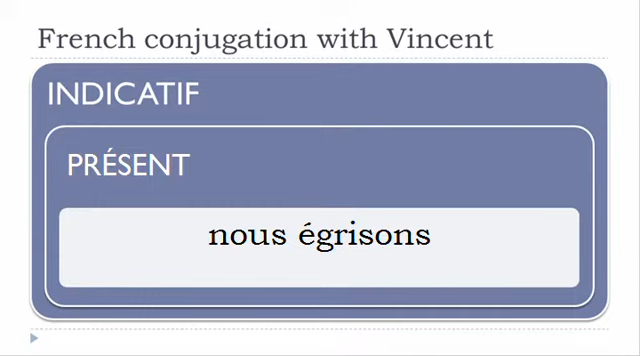 French conjugation with Vincent
INDICATIF
PRÉSENT
nous égrisons